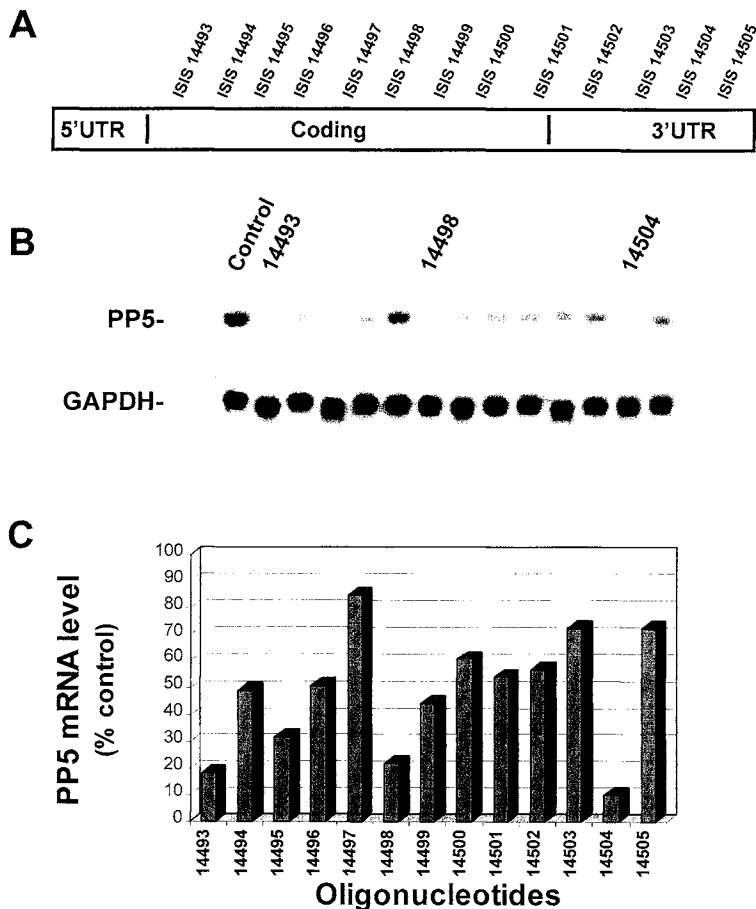 A
ISIS 14493
ISIS 14494
ISIS 14495
ISIS 14496
ISIS 14497
ISIS 14498
ISIS 14499
ISIS 14500
ISIS 14501
ISIS 14502
ISIS 14503
ISIS 14504
ISIS 14505
5'UTR Coding 3'UTR
B
Control
14493
14498
14504
PP5-
GAPDH-
C
PP5 mRNA level
(% control)
100
90
80
70
60
50
40
30
20
10
0
14493
14494
14495
14496
14497
14498
14499
14500
14501
14502
14503
14504
14505
Oligonucleotides